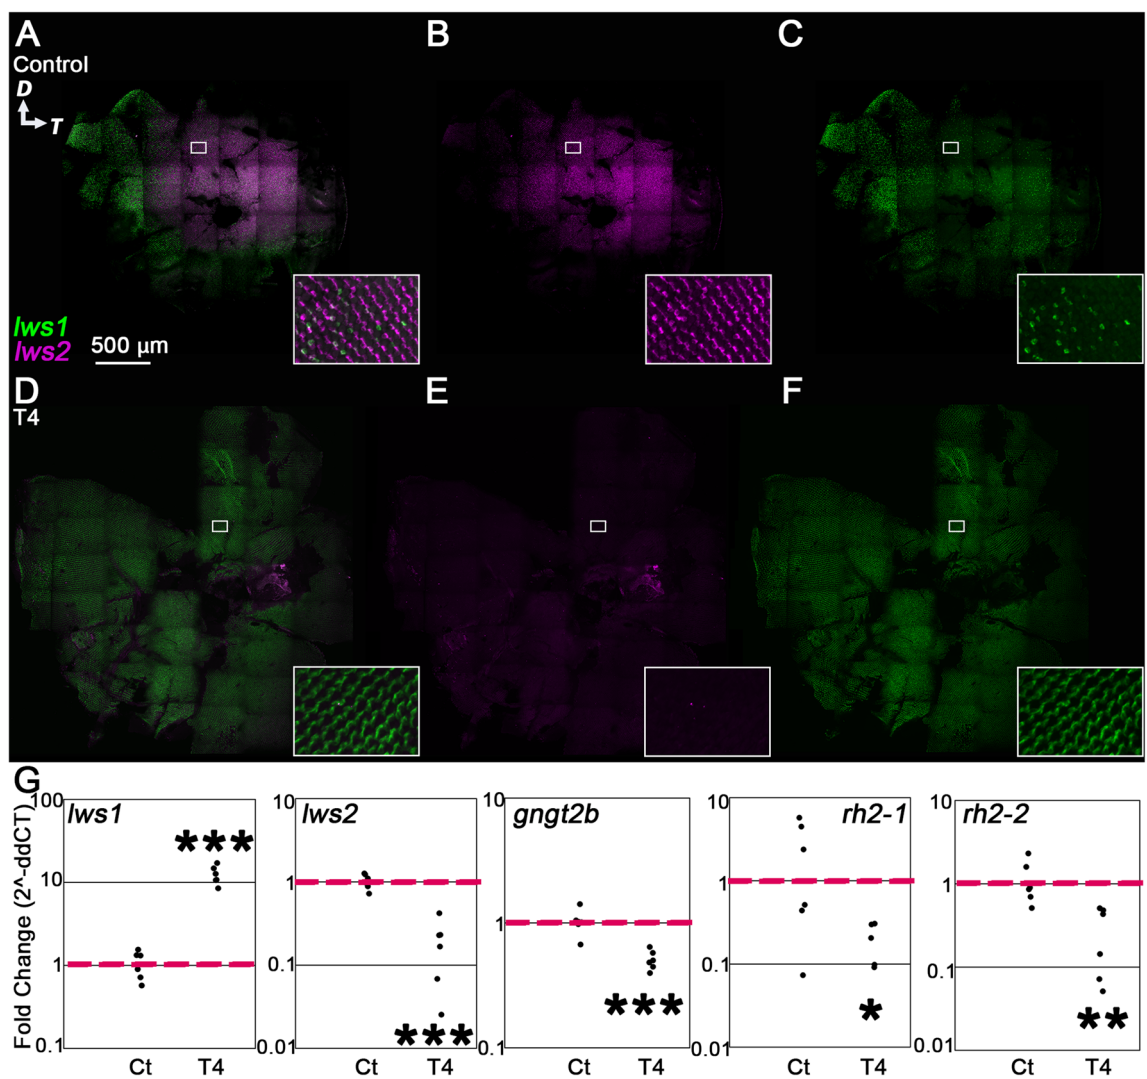 A
B
C
Control
D
T
lws1
lws2
500 µm
D
E
F
T4
G
Fold Change (2^-ddCT)
100
10
1
0.1
lws1
***
Ct T4
10
1
0.1
0.01
lws2
***
Ct T4
10
1
0.1
gngt2b
***
Ct T4
10
1
0.1
0.01
rh2-1
*
Ct T4
10
1
0.1
0.01
rh2-2
**
Ct T4